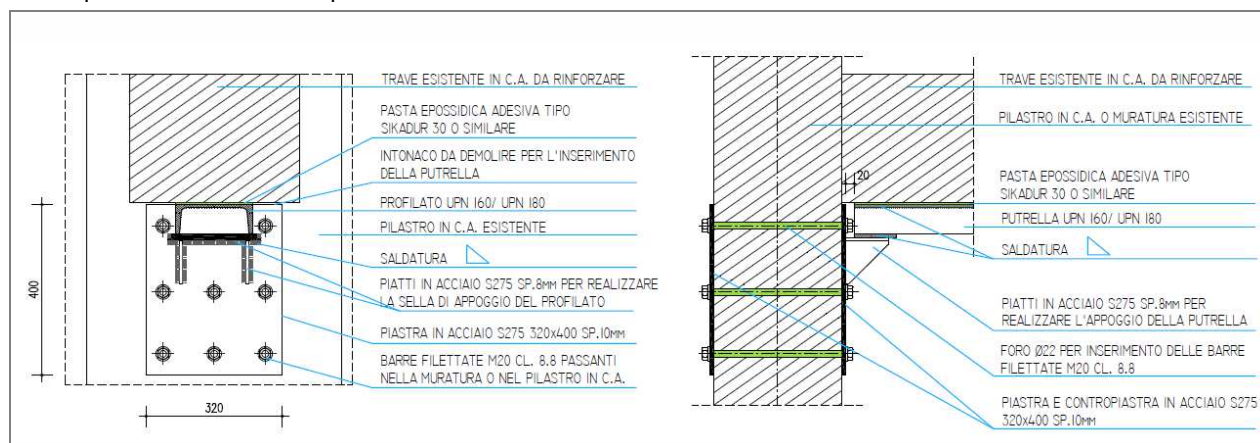 TRAVE ESISTENTE IN C.A. DA RINFORZARE
PASTA EPOSSIDICA ADESIVA TIPO
SIKADUR 30 O SIMILARE
INTONACO DA DEMOLIRE PER L'INSERIMENTO
DELLA PUTRELLA
PROFILATO UPN 160/ UPN 180
PILASTRO IN C.A. ESISTENTE
SALDATURA
PIATTI IN ACCIAIO S275 SP.8MM PER REALIZZARE
LA SELLA DI APPOGGIO DEL PROFILATO
PIASTRA IN ACCIAIO S275 320x400 SP.10MM
BARRE FILETTATE M20 CL. 8.8 PASSANTI
NELLA MURATURA O NEL PILASTRO IN C.A.
400
320
TRAVE ESISTENTE IN C.A. DA RINFORZARE
PILASTRO IN C.A. O MURATURA ESISTENTE
20
PASTA EPOSSIDICA ADESIVA TIPO
SIKADUR 30 O SIMILARE
PUTRELLA UPN 160/ UPN 180
SALDATURA
PIATTI IN ACCIAIO S275 SP.8MM PER
REALIZZARE L'APPOGGIO DELLA PUTRELLA
FORO Ø22 PER INSERIMENTO DELLE BARRE
FILETTATE M20 CL. 8.8
PIASTRA E CONTROPIASTRA IN ACCIAIO S275
320x400 SP.10MM